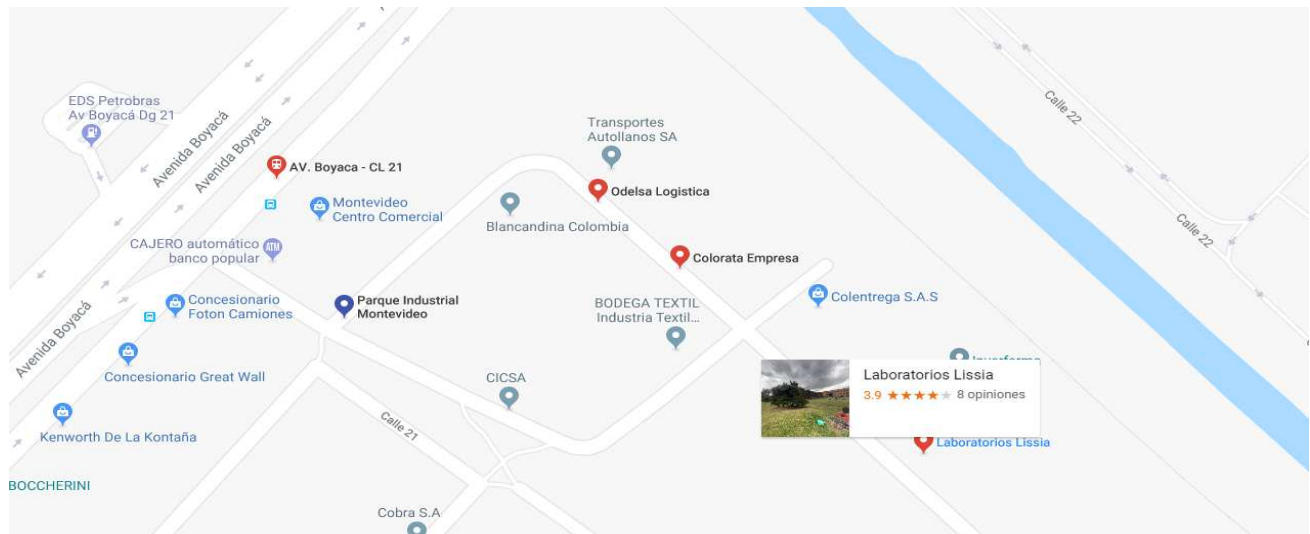 EDS Petrobras
Av Boyacá Dg 21
Avenida Boyacá
Avenida Boyacá
AV. Boyaca - CL 21
Montevideo
Centro Comercial
CAJERO automático
banco popular
ATM
Transportes
Autollanos SA
Odelsa Logistica
Blancandina Colombia
Colorata Empresa
Calle 22
Calle 22
Concesionario
Foton Camiones
Parque Industrial
Montevideo
BODEGA TEXTIL
Industria Textil...
Colentrega S.A.S
Avenida Boyacá
Concesionario Great Wall
CICSA
Laboratorios Lissia
3.9 ★★★★★ 8 opiniones
Laboratorios Lissia
Kenworth De La Kontaña
Calle 21
BOCCHERINI
Cobra S.A